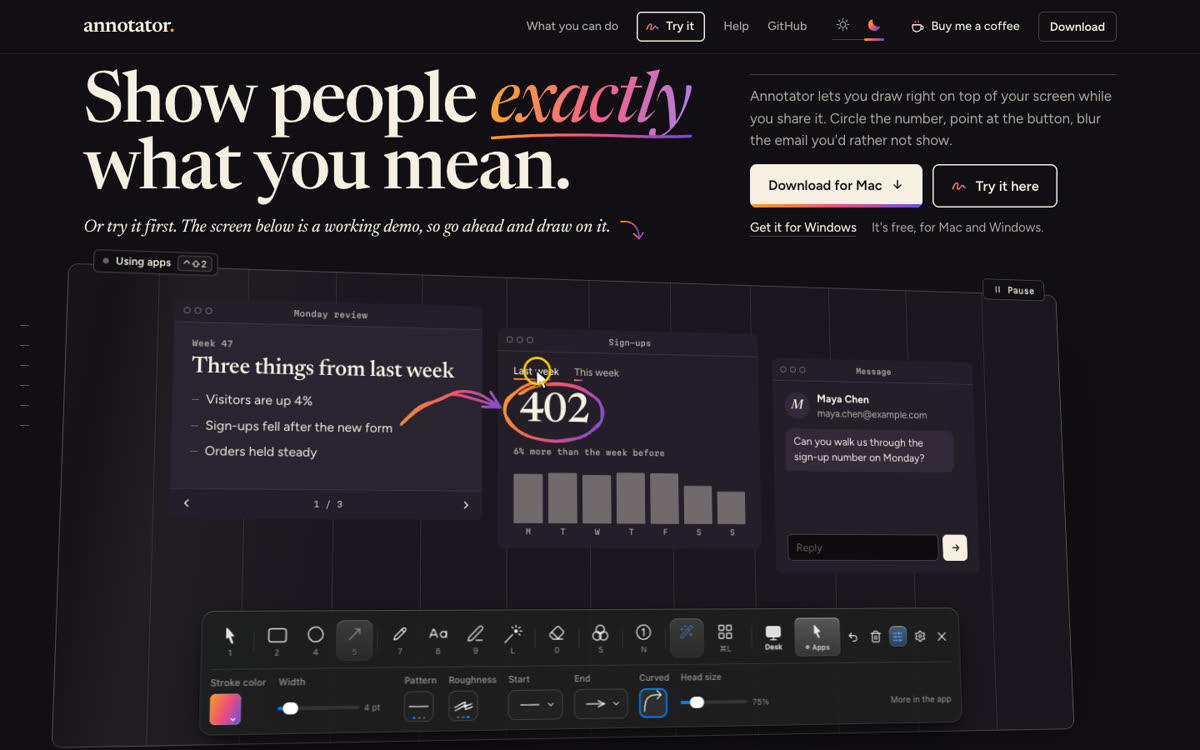 annotator.
What you can do
Try it
Help
GitHub
Buy me a coffee
Download
Show people exactly
what you mean.
Or try it first. The screen below is a working demo, so go ahead and draw on it.
Annotator lets you draw right on top of your screen while
you share it. Circle the number, point at the button, blur
the email you'd rather not show.
Download for Mac ↓
Try it here
Get it for Windows
It's free, for Mac and Windows.
Using apps
^⇧2
Pause
Monday review
Week 47
Three things from last week
– Visitors are up 4%
– Sign-ups fell after the new form
– Orders held steady
1 / 3
Sign-ups
Last week
This week
402
6% more than the week before
M T W T F S S
Message
M
Maya Chen
maya.chen@example.com
Can you walk us through the
sign-up number on Monday?
Reply
Aa
1
Desk
Apps
1 2 4 5 7 8 9 L 0 S N ⌘L
Stroke color
Width
4 pt
Pattern
Roughness
Start
End
Curved
Head size
75%
More in the app